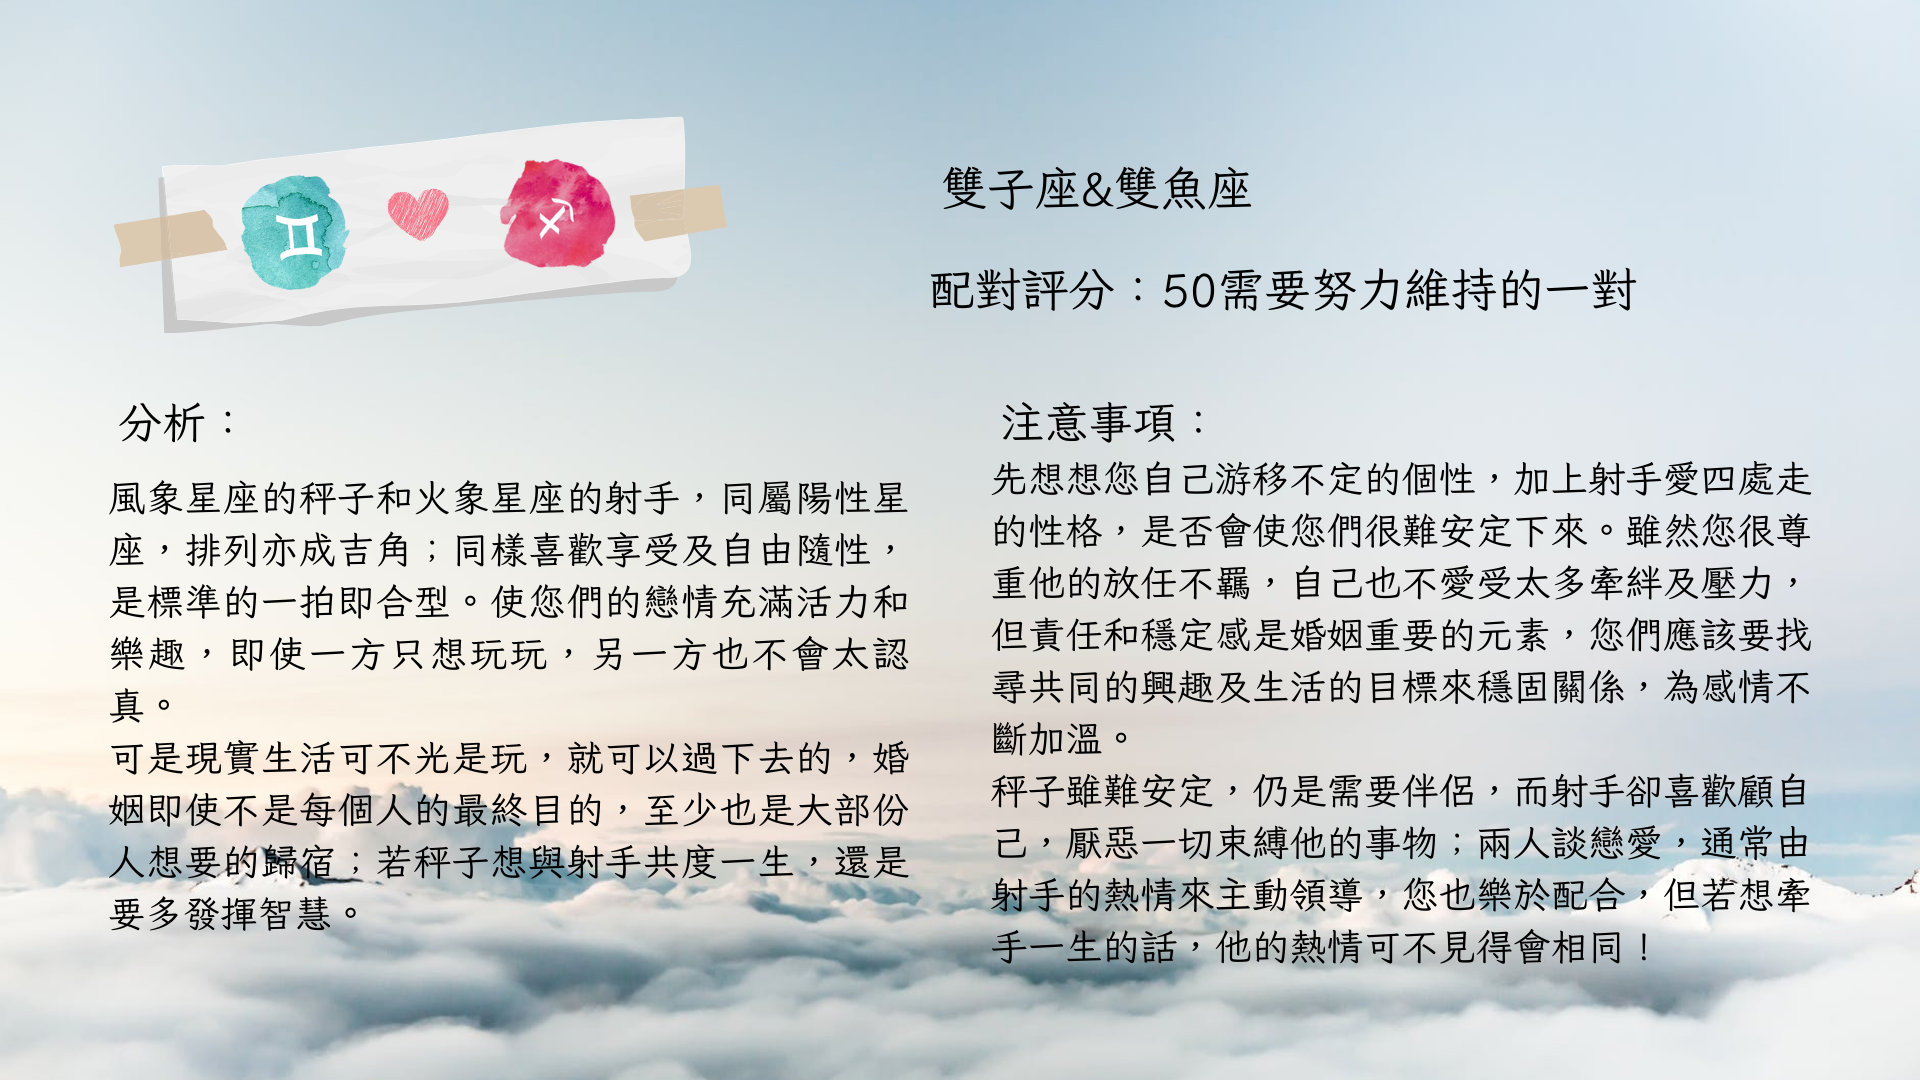 雙子座&雙魚座
配對評分：50需要努力維持的一對
分析：
風象星座的秤子和火象星座的射手，同屬陽性星
座，排列亦成吉角；同樣喜歡享受及自由隨性，
是標準的一拍即合型。使您們的戀情充滿活力和
樂趣，即使一方只想玩玩，另一方也不會太認
真。
可是現實生活可不光是玩，就可以過下去的，婚
姻即使不是每個人的最終目的，至少也是大部份
人想要的歸宿；若秤子想與射手共度一生，還是
要多發揮智慧。
注意事項：
先想想您自己游移不定的個性，加上射手愛四處走
的性格，是否會使您們很難安定下來。雖然您很尊
重他的放任不羈，自己也不愛受太多牽絆及壓力，
但責任和穩定感是婚姻重要的元素，您們應該要找
尋共同的興趣及生活的目標來穩固關係，為感情不
斷加溫。
秤子雖難安定，仍是需要伴侶，而射手卻喜歡顧自
己，厭惡一切束縛他的事物；兩人談戀愛，通常由
射手的熱情來主動領導，您也樂於配合，但若想牽
手一生的話，他的熱情可不見得會相同！